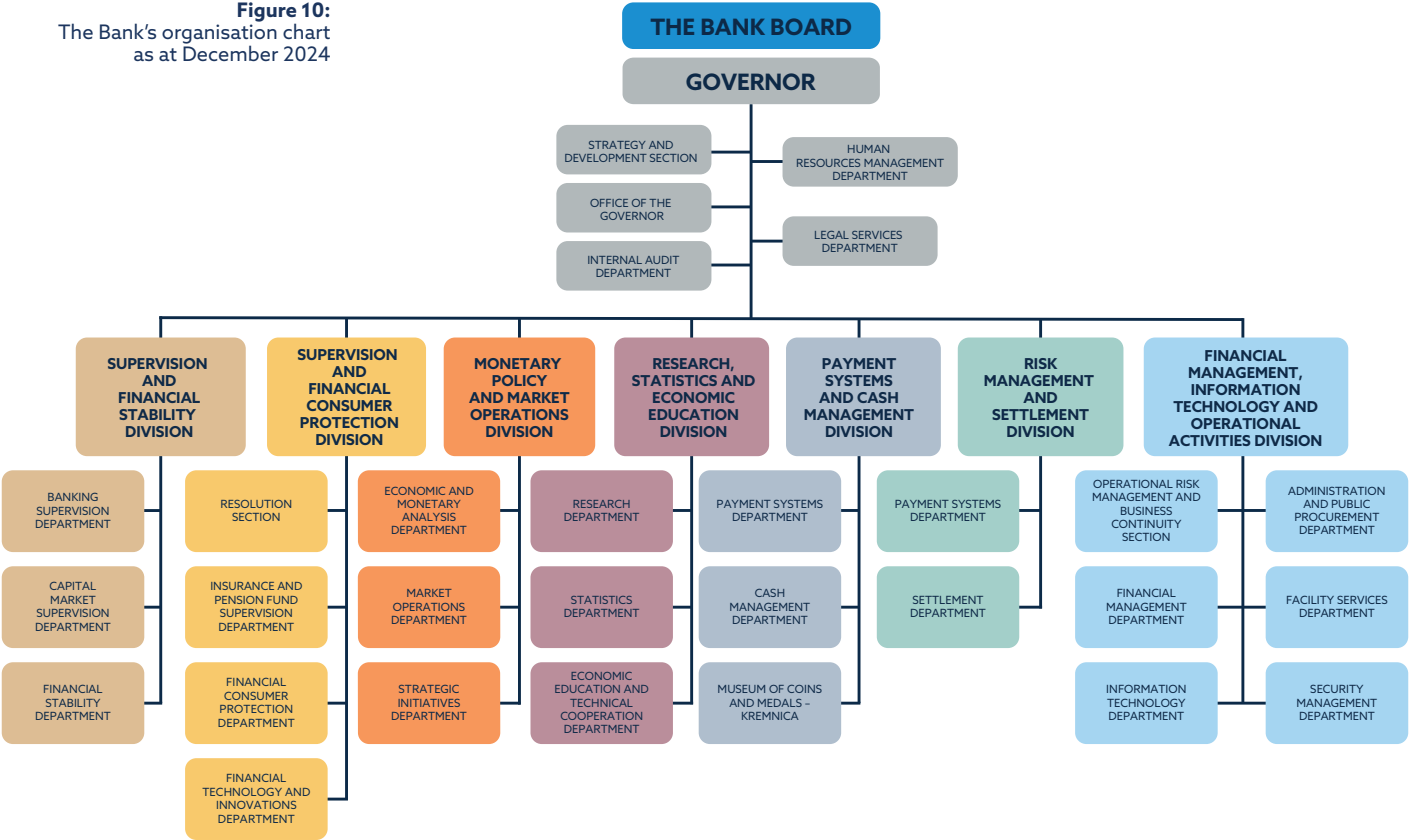 Figure 10:
The Bank's organisation chart
as at December 2024
THE BANK BOARD
GOVERNOR
STRATEGY AND
DEVELOPMENT SECTION
HUMAN
RESOURCES MANAGEMENT
DEPARTMENT
OFFICE OF THE
GOVERNOR
LEGAL SERVICES
DEPARTMENT
INTERNAL AUDIT
DEPARTMENT
SUPERVISION
AND
FINANCIAL
STABILITY
DIVISION
SUPERVISION
AND
FINANCIAL
CONSUMER
PROTECTION
DIVISION
MONETARY
POLICY
AND MARKET
OPERATIONS
DIVISION
RESEARCH,
STATISTICS AND
ECONOMIC
EDUCATION
DIVISION
PAYMENT
SYSTEMS
AND CASH
MANAGEMENT
DIVISION
RISK
MANAGEMENT
AND
SETTLEMENT
DIVISION
FINANCIAL
MANAGEMENT,
INFORMATION
TECHNOLOGY AND
OPERATIONAL
ACTIVITIES DIVISION
BANKING
SUPERVISION
DEPARTMENT
RESOLUTION
SECTION
ECONOMIC AND
MONETARY
ANALYSIS
DEPARTMENT
RESEARCH
DEPARTMENT
PAYMENT SYSTEMS
DEPARTMENT
PAYMENT SYSTEMS
DEPARTMENT
OPERATIONAL RISK
MANAGEMENT AND
BUSINESS
CONTINUITY
SECTION
ADMINISTRATION
AND PUBLIC
PROCUREMENT
DEPARTMENT
CAPITAL
MARKET
SUPERVISION
DEPARTMENT
INSURANCE AND
PENSION FUND
SUPERVISION
DEPARTMENT
MARKET
OPERATIONS
DEPARTMENT
STATISTICS
DEPARTMENT
CASH
MANAGEMENT
DEPARTMENT
SETTLEMENT
DEPARTMENT
FINANCIAL
MANAGEMENT
DEPARTMENT
FACILITY SERVICES
DEPARTMENT
FINANCIAL
STABILITY
DEPARTMENT
FINANCIAL
CONSUMER
PROTECTION
DEPARTMENT
STRATEGIC
INITIATIVES
DEPARTMENT
ECONOMIC
EDUCATION AND
TECHNICAL
COOPERATION
DEPARTMENT
MUSEUM OF COINS
AND MEDALS –
KREMNICA
INFORMATION
TECHNOLOGY
DEPARTMENT
SECURITY
MANAGEMENT
DEPARTMENT
FINANCIAL
TECHNOLOGY AND
INNOVATIONS
DEPARTMENT